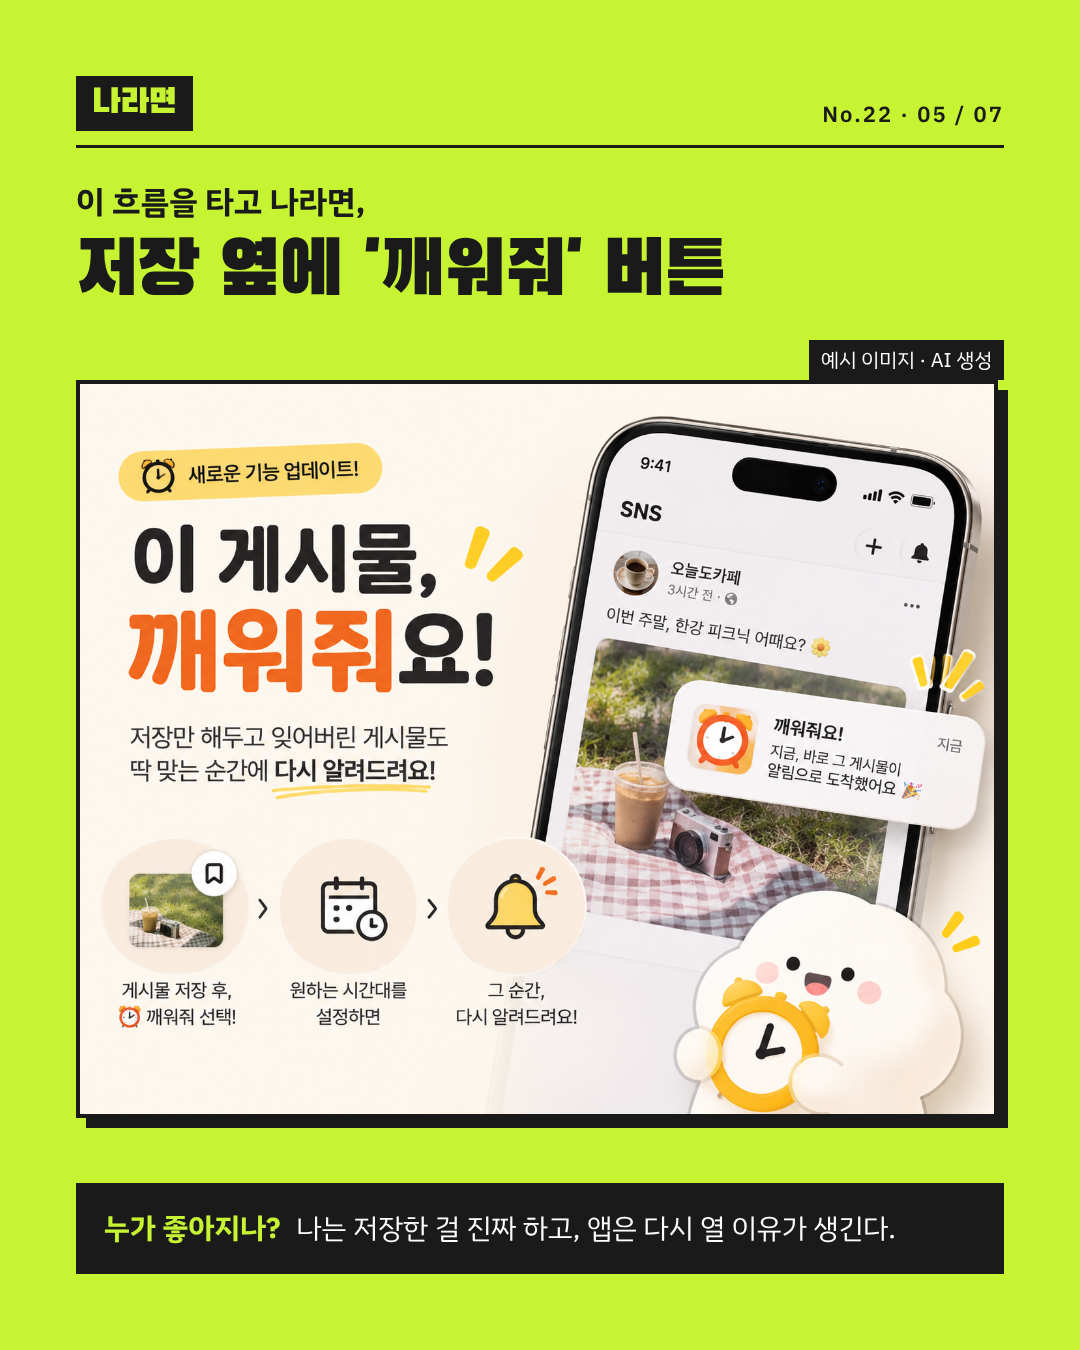 나라면
No.22 · 05 / 07
이 흐름을 타고 나라면,
저장 옆에 '깨워줘' 버튼
예시 이미지 · AI 생성
새로운 기능 업데이트!
이 게시물,
깨워줘요!
저장만 해두고 잊어버린 게시물도
딱 맞는 순간에 다시 알려드려요!
게시물 저장 후,
깨워줘 선택!
원하는 시간대를
설정하면
그 순간,
다시 알려드려요!
9:41
SNS
오늘도카페
3시간 전 ·
이번 주말, 한강 피크닉 어때요?
깨워줘요!
지금
지금, 바로 그 게시물이
알림으로 도착했어요
누가 좋아지나? 나는 저장한 걸 진짜 하고, 앱은 다시 열 이유가 생긴다.